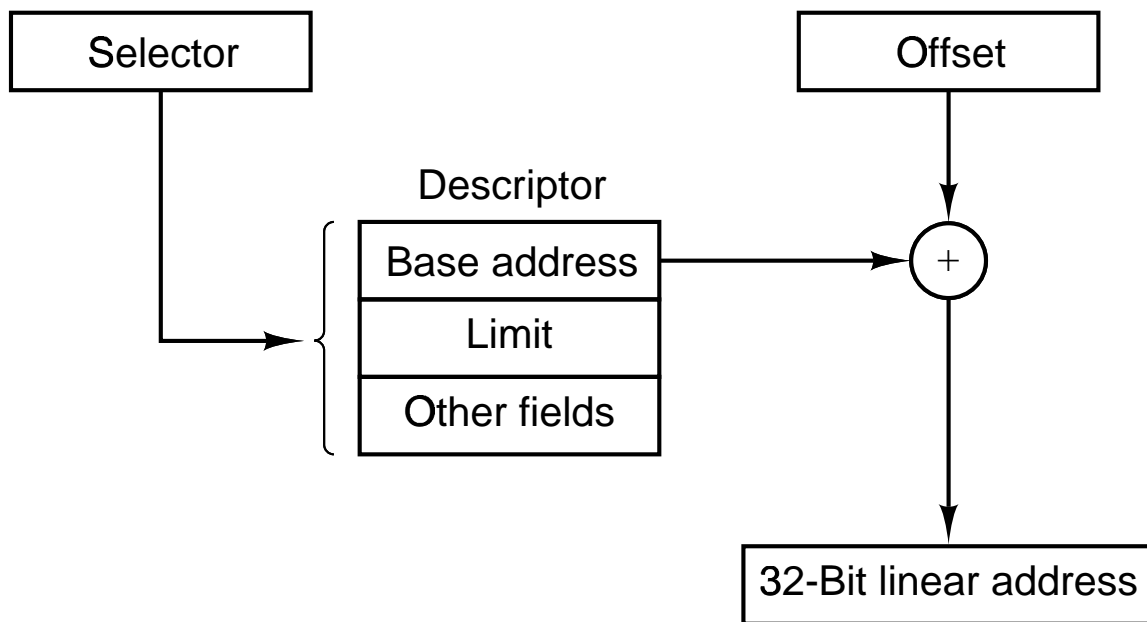 Selector
Offset
Descriptor
Base address
+
Limit
Other fields
32-Bit linear address